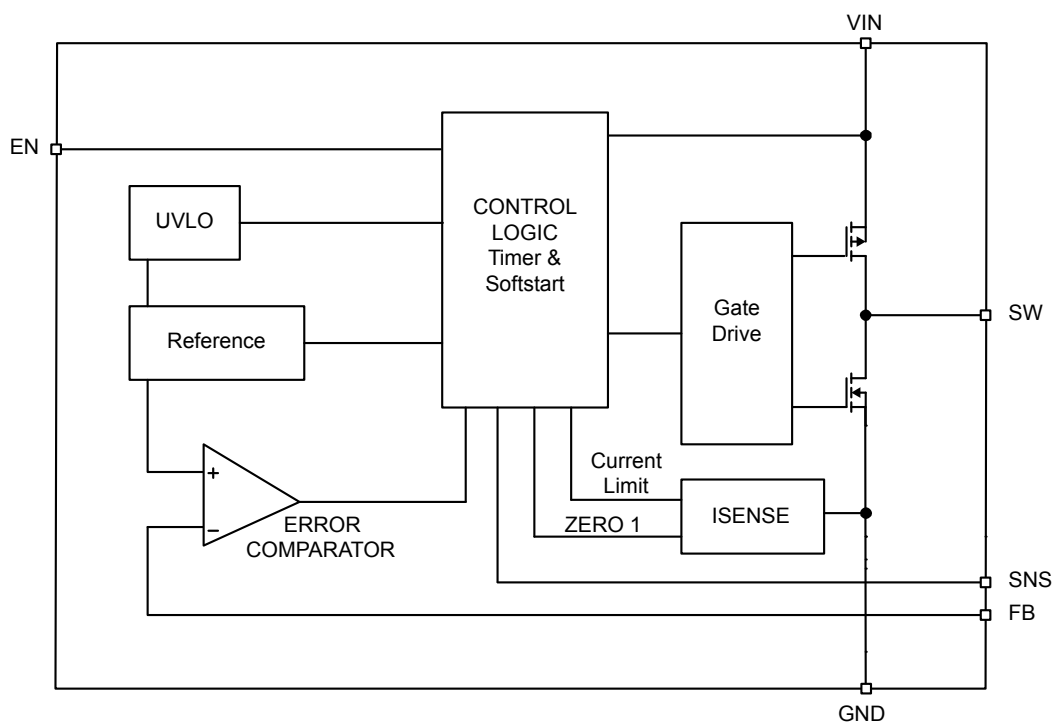 VIN
EN
UVLO
CONTROL
LOGIC
Timer &
Softstart
Gate
Drive
SW
Reference
+
−
ERROR
COMPARATOR
Current
Limit
ZERO 1
ISENSE
SNS
FB
GND